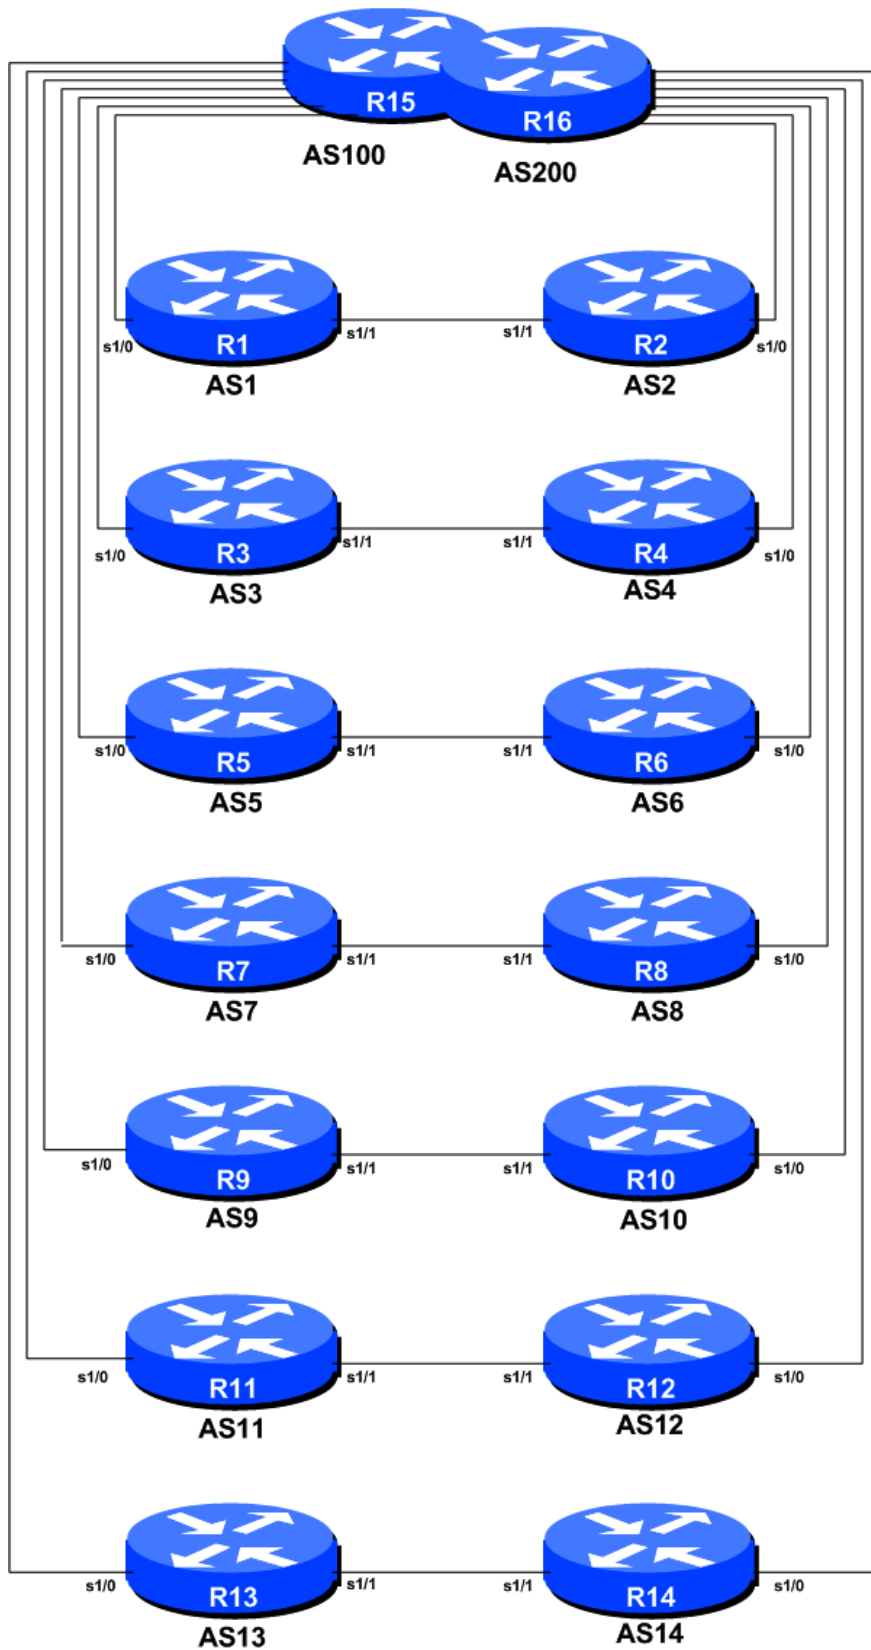 R15
R16
AS100
AS200
R1
R2
s1/0
s1/1
s1/1
s1/0
AS1
AS2
R3
R4
s1/0
s1/1
s1/1
s1/0
AS3
AS4
R5
R6
s1/0
s1/1
s1/1
s1/0
AS5
AS6
R7
R8
s1/0
s1/1
s1/1
s1/0
AS7
AS8
R9
R10
s1/0
s1/1
s1/1
s1/0
AS9
AS10
R11
R12
s1/0
s1/1
s1/1
s1/0
AS11
AS12
R13
R14
s1/0
s1/1
s1/1
s1/0
AS13
AS14